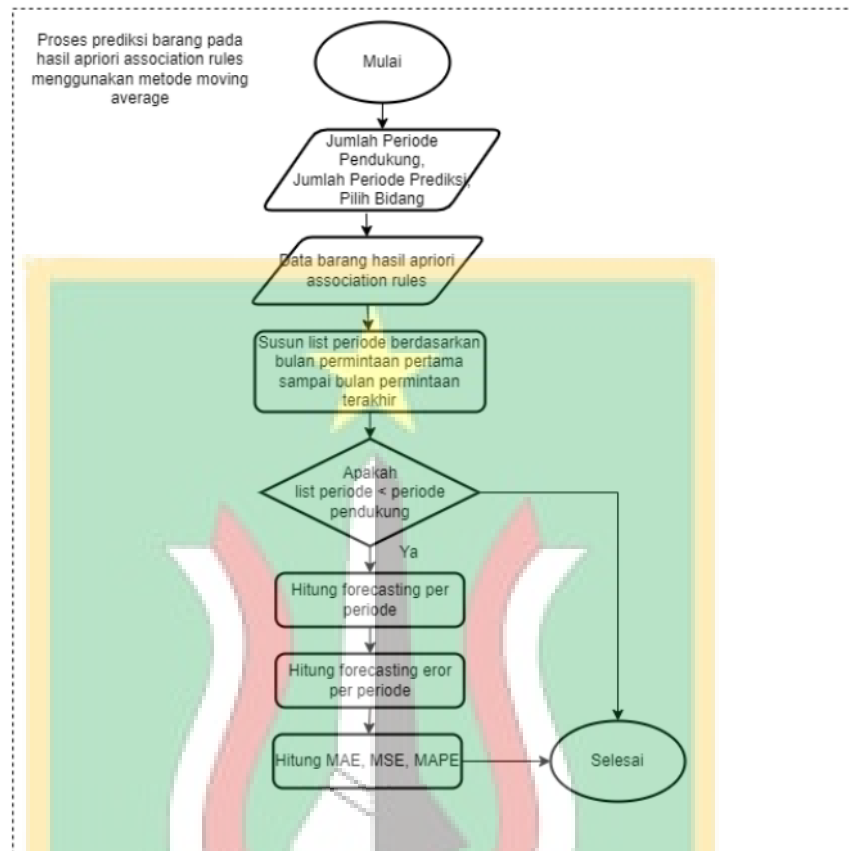 Proses prediksi barang pada
hasil apriori association rules
menggunakan metode moving
average
Mulai
Jumlah Periode
Pendukung,
Jumlah Periode Prediksi,
Pilih Bidang
Data barang hasil apriori
association rules
Susun list periode berdasarkan
bulan permintaan pertama
sampai bulan permintaan
terakhir
Apakah
list periode < periode
pendukung
Ya
Hitung forecasting per
periode
Hitung forecasting eror
per periode
Hitung MAE, MSE, MAPE
Selesai